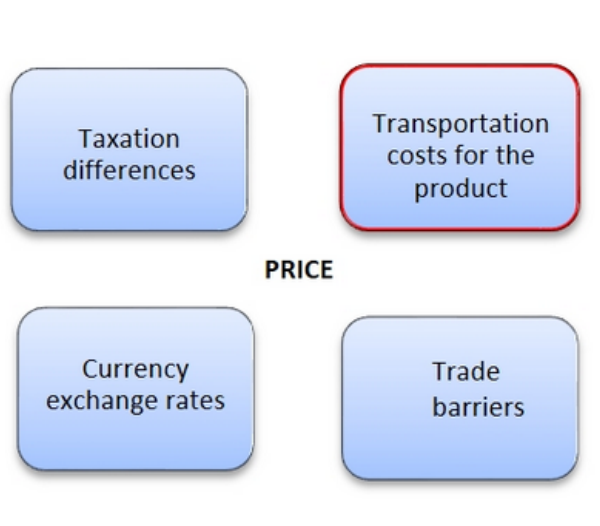 Taxation
differences
Transportation
costs for the
product
PRICE
Currency
exchange rates
Trade
barriers